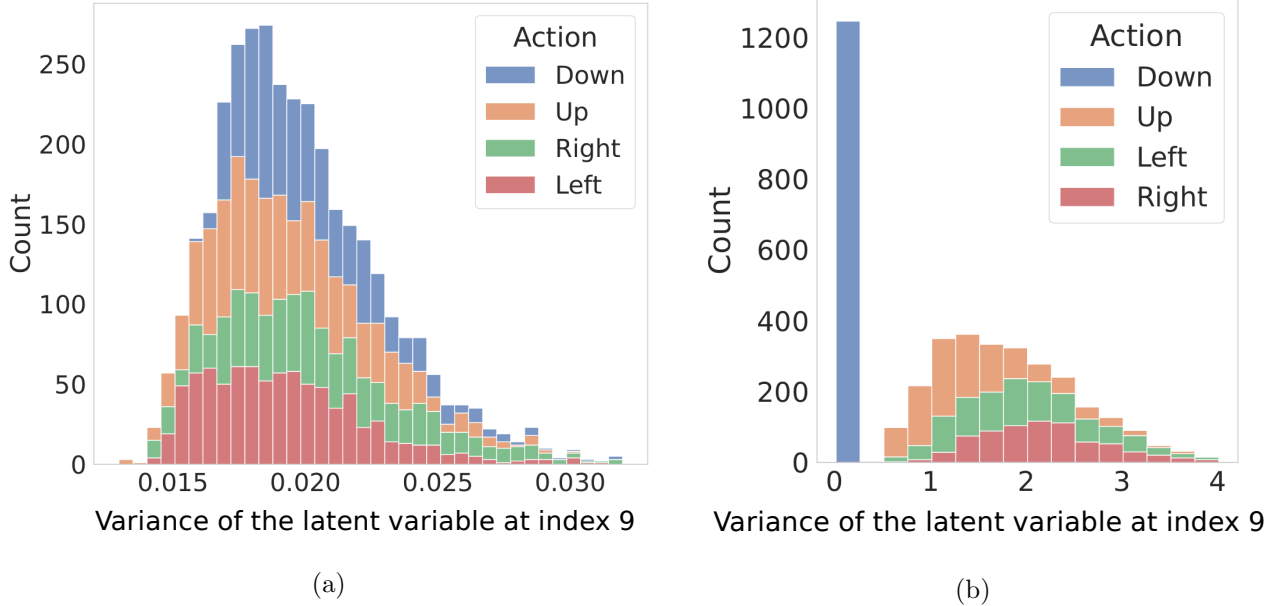 Action
Down
Up
Right
Left
250
200
150
100
50
0
Count
0.015 0.020 0.025 0.030
Variance of the latent variable at index 9
(a)
Action
Down
Up
Left
Right
1200
1000
800
600
400
200
0
Count
0 1 2 3 4
Variance of the latent variable at index 9
(b)